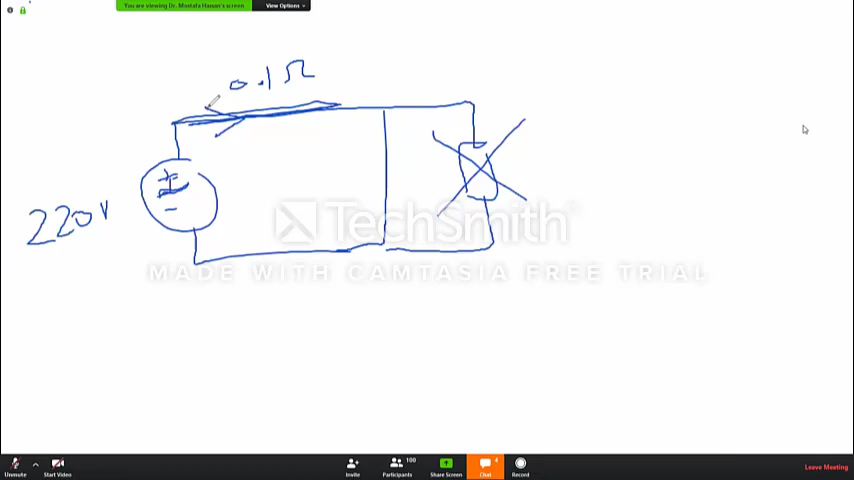 You are viewing Dr. Mostafa Hassan's screen
View Options
0.1Ω
+
-
220v
TechSmith®
MADE WITH CAMTASIA FREE TRIAL
Unmute
Start Video
Invite
Participants
100
Share Screen
Chat
4
Record
Leave Meeting